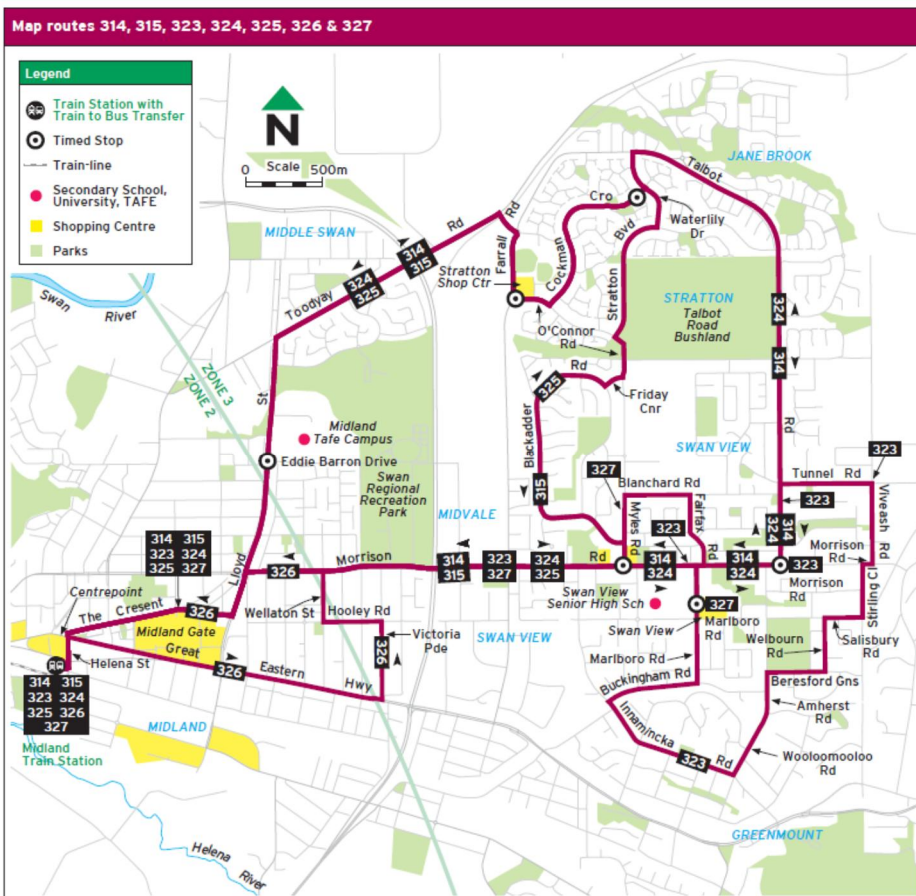 Map routes 314, 315, 323, 324, 325, 326 & 327
Legend
Train Station with
Train to Bus Transfer
Timed Stop
Train-line
Secondary School,
University, TAFE
Shopping Centre
Parks
N
0 Scale 500m
JANE BROOK
Talbot
Cro
Waterlily
Dr
MIDDLE SWAN
Rd
Rd
314
315
324
325
Toodyay
Farrall
Cockman
Bvd
Stratton
Stratton
Shop Ctr
STRATTON
Talbot
Road
Bushland
324
314
Rd
Swan
River
O'Connor
Rd
Rd
325
Friday
Cnr
ZONE 3
ZONE 2
St
Midland
Tafe Campus
Eddie Barron Drive
Swan
Regional
Recreation
Park
Blackadder
315
SWAN VIEW
323
327
Blanchard Rd
Tunnel Rd
323
Viveash Rd
MIDVALE
Myles Rd
323
Fairfax
Rd
324
314
Morrison
Rd
314 315
323 324
325 327
Lloyd
326
Morrison
314
315
323
327
324
325
Rd
314
324
314
324
323
Morrison
Rd
Centrepoint
The Cresent
326
Wellaton St
Hooley Rd
Swan View
Senior High Sch
327
Stirling Cl
Midland Gate
Great
Victoria
Pde
SWAN VIEW
Swan View
Marlboro
Rd
Welbourn
Rd
Salisbury
Rd
Helena St
326
Eastern
326
Hwy
Marlboro Rd
Buckingham Rd
Beresford Gns
314 315
323 324
325 326
327
Amherst
Rd
Midland
Train Station
MIDLAND
Innamincka
323
Rd
Wooloomooloo
Rd
GREENMOUNT
Helena
River